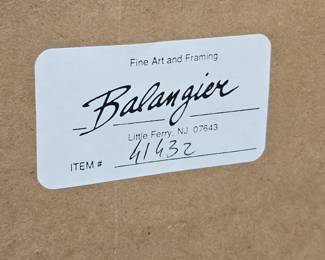 Fine Art and Framing
Balangier
Little Ferry, NJ 07643
ITEM # 41432